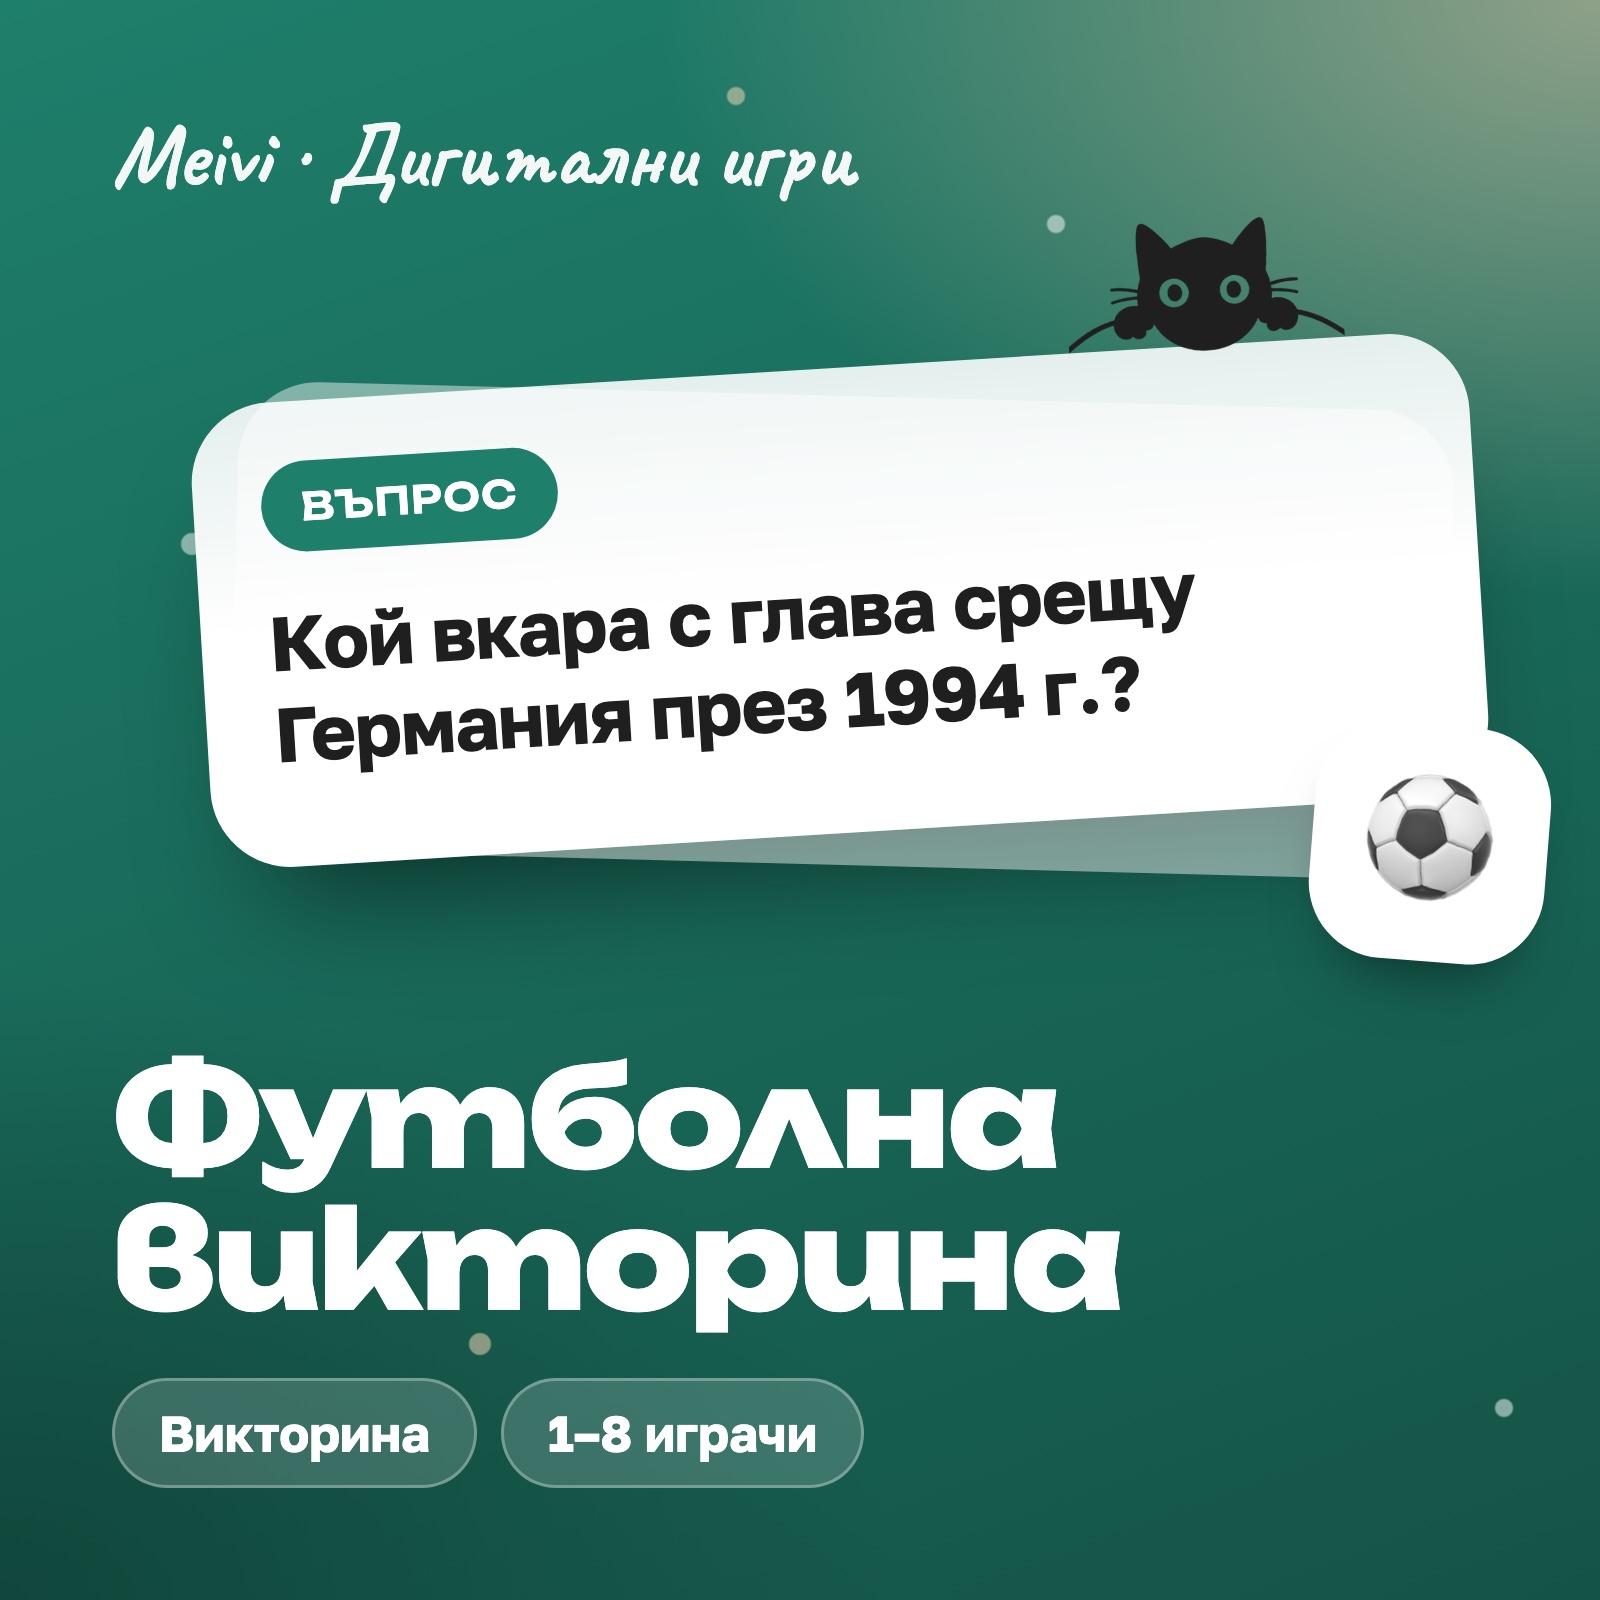 Meivi · Дигитални игри
ВЪПРОС
Кой вкара с глава срещу
Германия през 1994 г.?
Футболна
викторина
Викторина
1–8 играчи